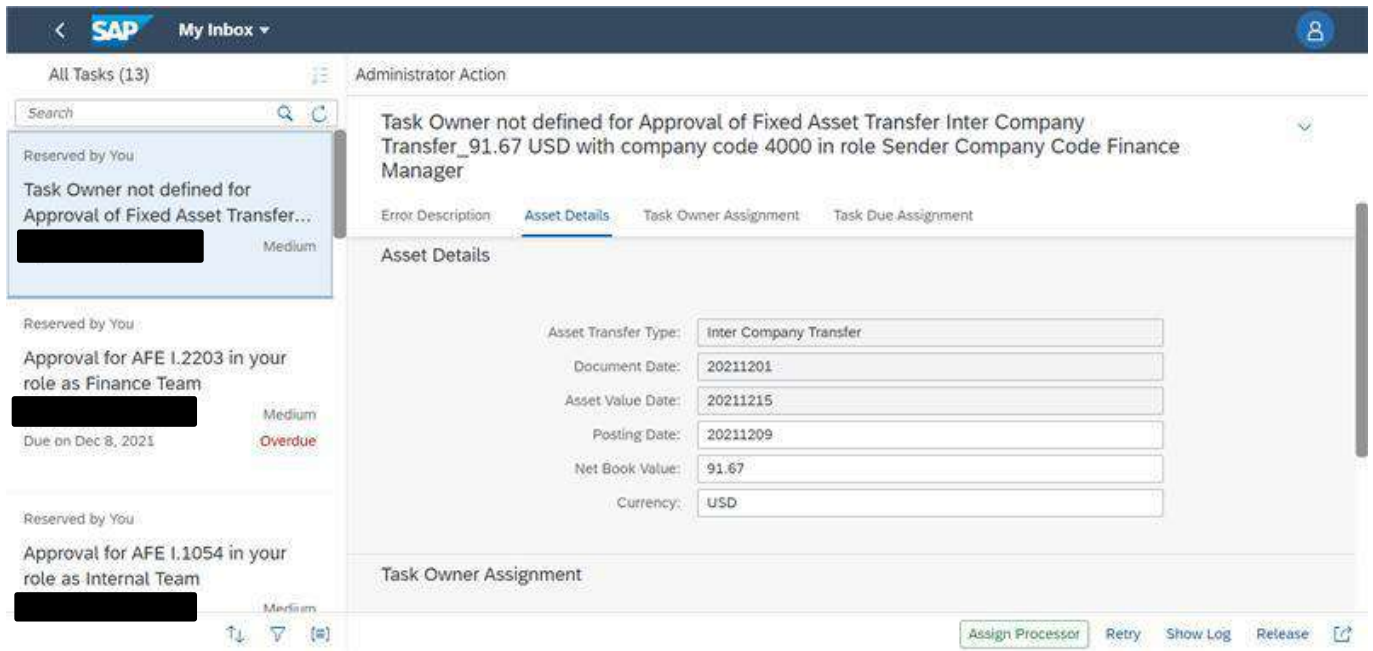 SAP My Inbox
All Tasks (13)
Search
Reserved by You
Task Owner not defined for
Approval of Fixed Asset Transfer...
Medium
Reserved by You
Approval for AFE I.2203 in your
role as Finance Team
Medium
Due on Dec 8, 2021 Overdue
Reserved by You
Approval for AFE I.1054 in your
role as Internal Team
Medium
Administrator Action
Task Owner not defined for Approval of Fixed Asset Transfer Inter Company
Transfer_91.67 USD with company code 4000 in role Sender Company Code Finance
Manager
Error Description Asset Details Task Owner Assignment Task Due Assignment
Asset Details
Asset Transfer Type: Inter Company Transfer
Document Date: 20211201
Asset Value Date: 20211215
Posting Date: 20211209
Net Book Value: 91.67
Currency: USD
Task Owner Assignment
Assign Processor Retry Show Log Release